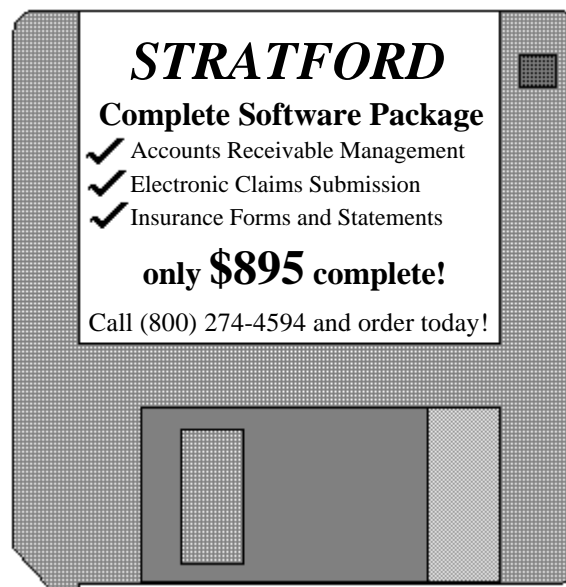 STRATFORD
Complete Software Package
Accounts Receivable Management
Electronic Claims Submission
Insurance Forms and Statements
only $895 complete!
Call (800) 274-4594 and order today!